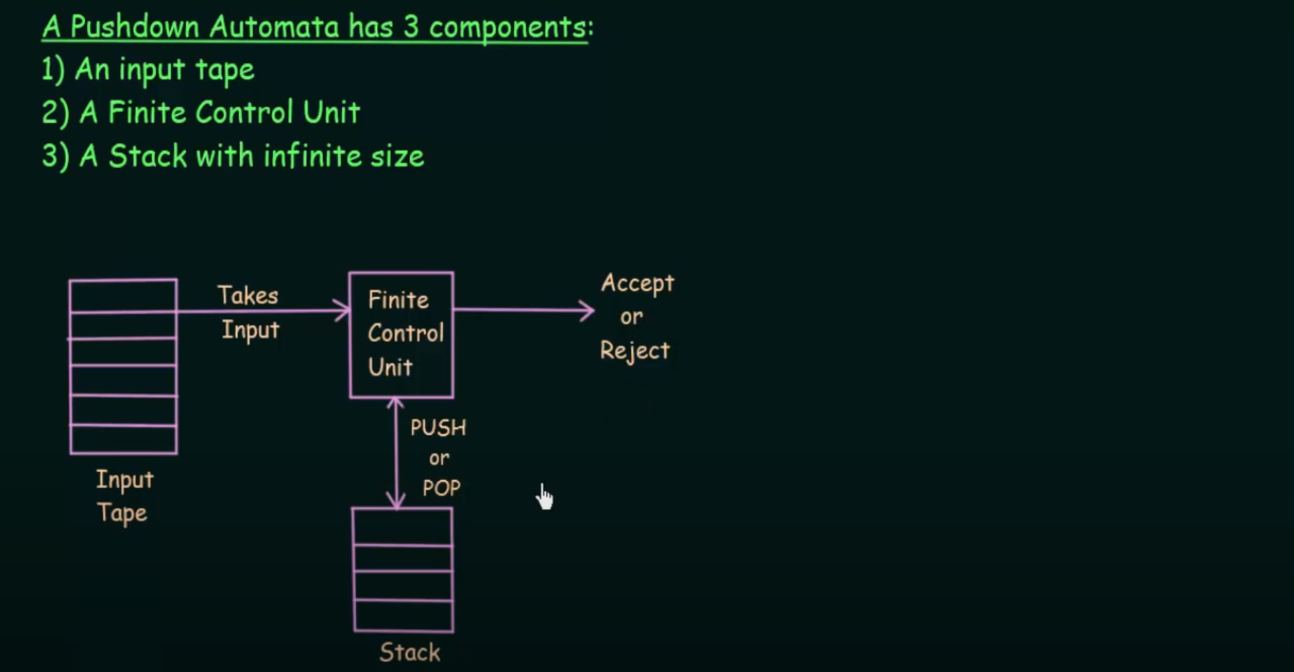 A Pushdown Automata has 3 components:
1) An input tape
2) A Finite Control Unit
3) A Stack with infinite size
Takes
Input
Finite
Control
Unit
Accept
or
Reject
PUSH
or
POP
Input
Tape
Stack